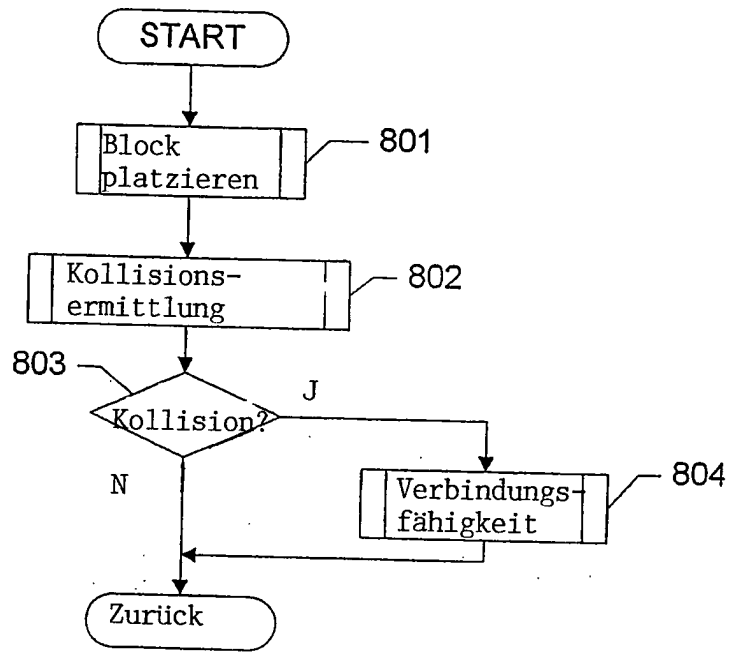 START
Block
platzieren
801
Kollisions-
ermittlung
802
803
Kollision?
J
N
Verbindungs-
fähigkeit
804
Zurück